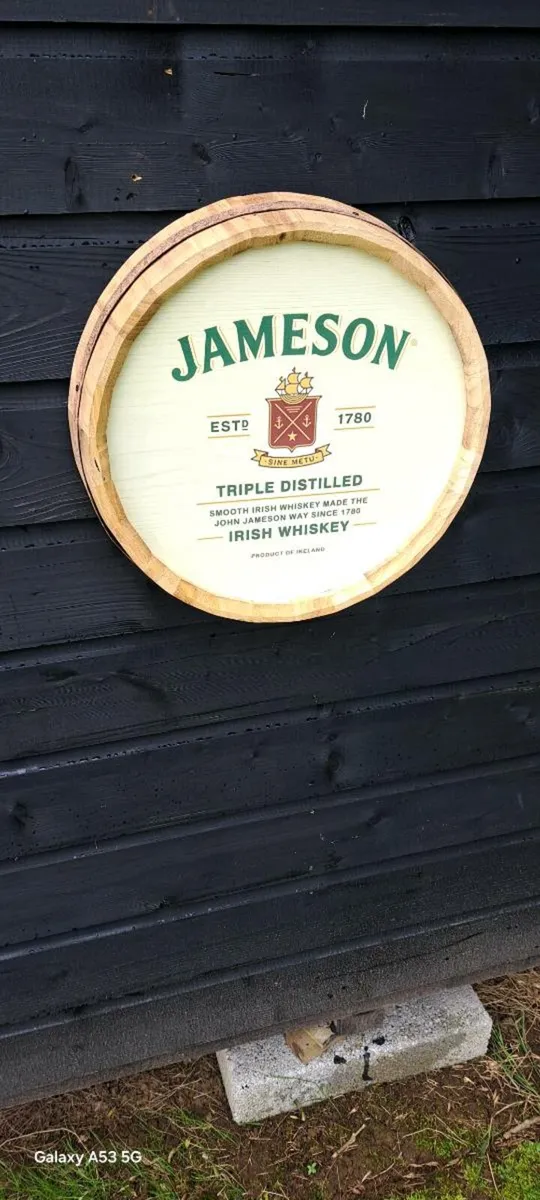 JAMESON
ESTD 1780
SINE METU
TRIPLE DISTILLED
SMOOTH IRISH WHISKEY MADE THE
JOHN JAMESON WAY SINCE 1780
IRISH WHISKEY
PRODUCT OF IRELAND
Galaxy A53 5G